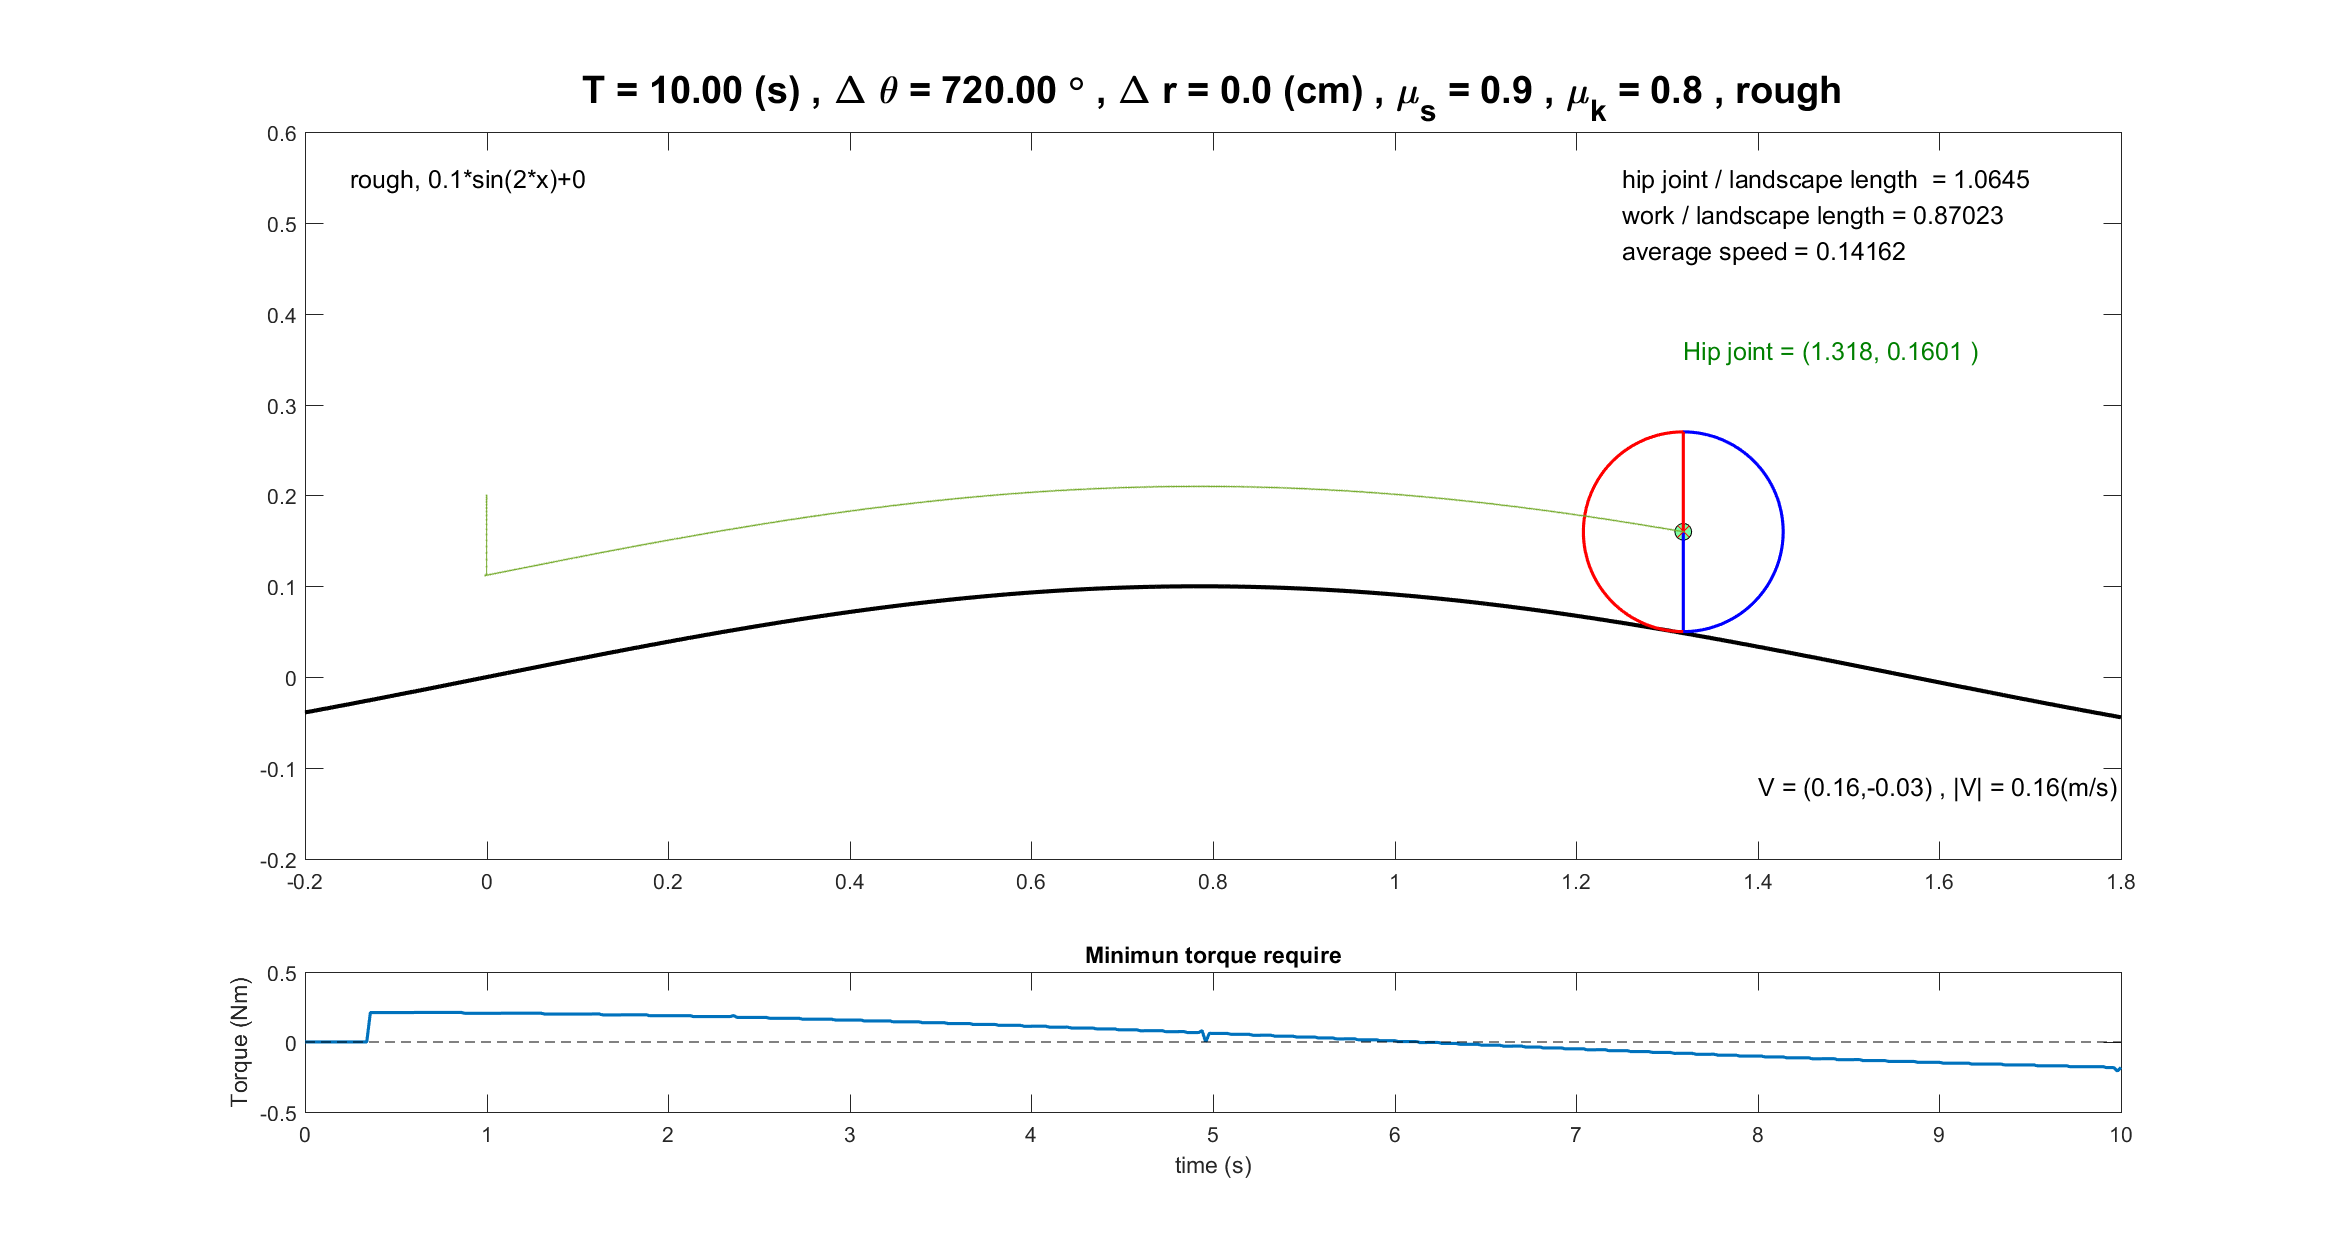 T = 10.00 (s) , Δ θ = 720.00 ° , Δ r = 0.0 (cm) , μs = 0.9 , μk = 0.8 , rough
0.6
0.5
0.4
0.3
0.2
0.1
0
-0.1
-0.2
rough, 0.1*sin(2*x)+0
hip joint / landscape length = 1.0645
work / landscape length = 0.87023
average speed = 0.14162
Hip joint = (1.318, 0.1601 )
V = (0.16,-0.03) , |V| = 0.16(m/s)
-0.2 0 0.2 0.4 0.6 0.8 1 1.2 1.4 1.6 1.8
Minimun torque require
Torque (Nm)
0.5
0
-0.5
0 1 2 3 4 5 6 7 8 9 10
time (s)